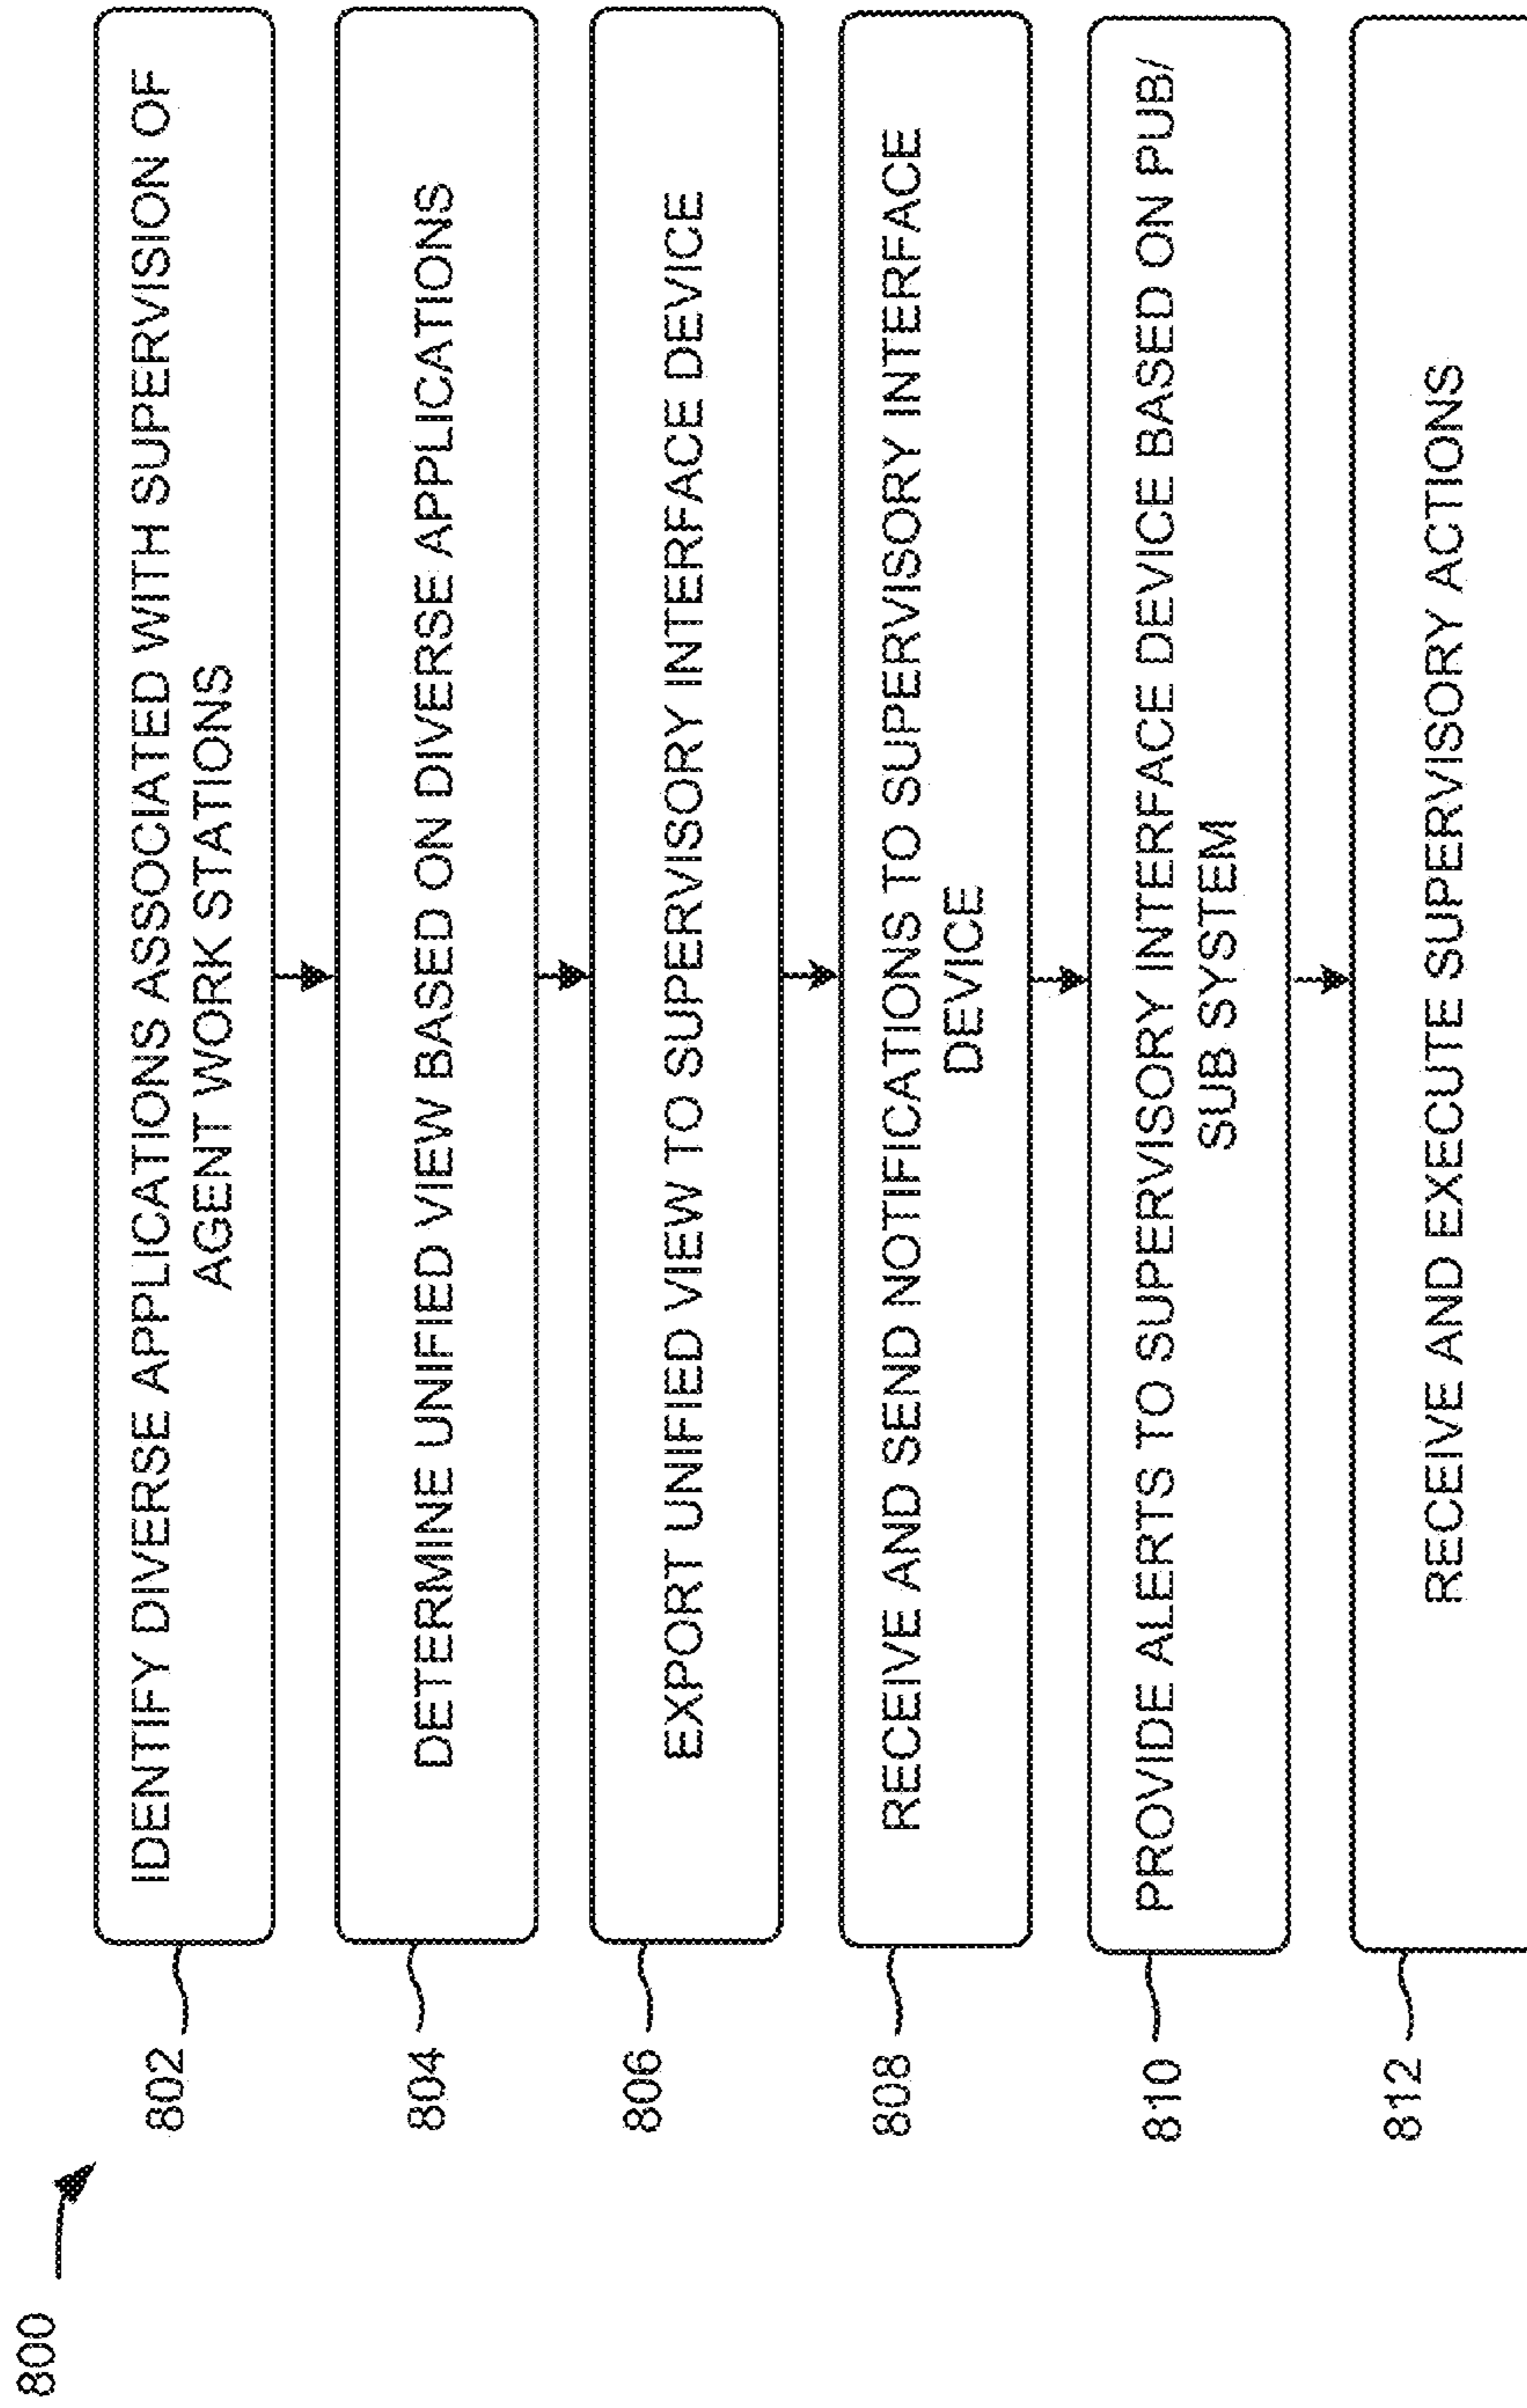 800
802
IDENTIFY DIVERSE APPLICATIONS ASSOCIATED WITH SUPERVISION OF
AGENT WORK STATIONS
804
DETERMINE UNIFIED VIEW BASED ON DIVERSE APPLICATIONS
806
EXPORT UNIFIED VIEW TO SUPERVISORY INTERFACE DEVICE
808
RECEIVE AND SEND NOTIFICATIONS TO SUPERVISORY INTERFACE
DEVICE
810
PROVIDE ALERTS TO SUPERVISORY INTERFACE DEVICE BASED ON PUB/
SUB SYSTEM
812
RECEIVE AND EXECUTE SUPERVISORY ACTIONS